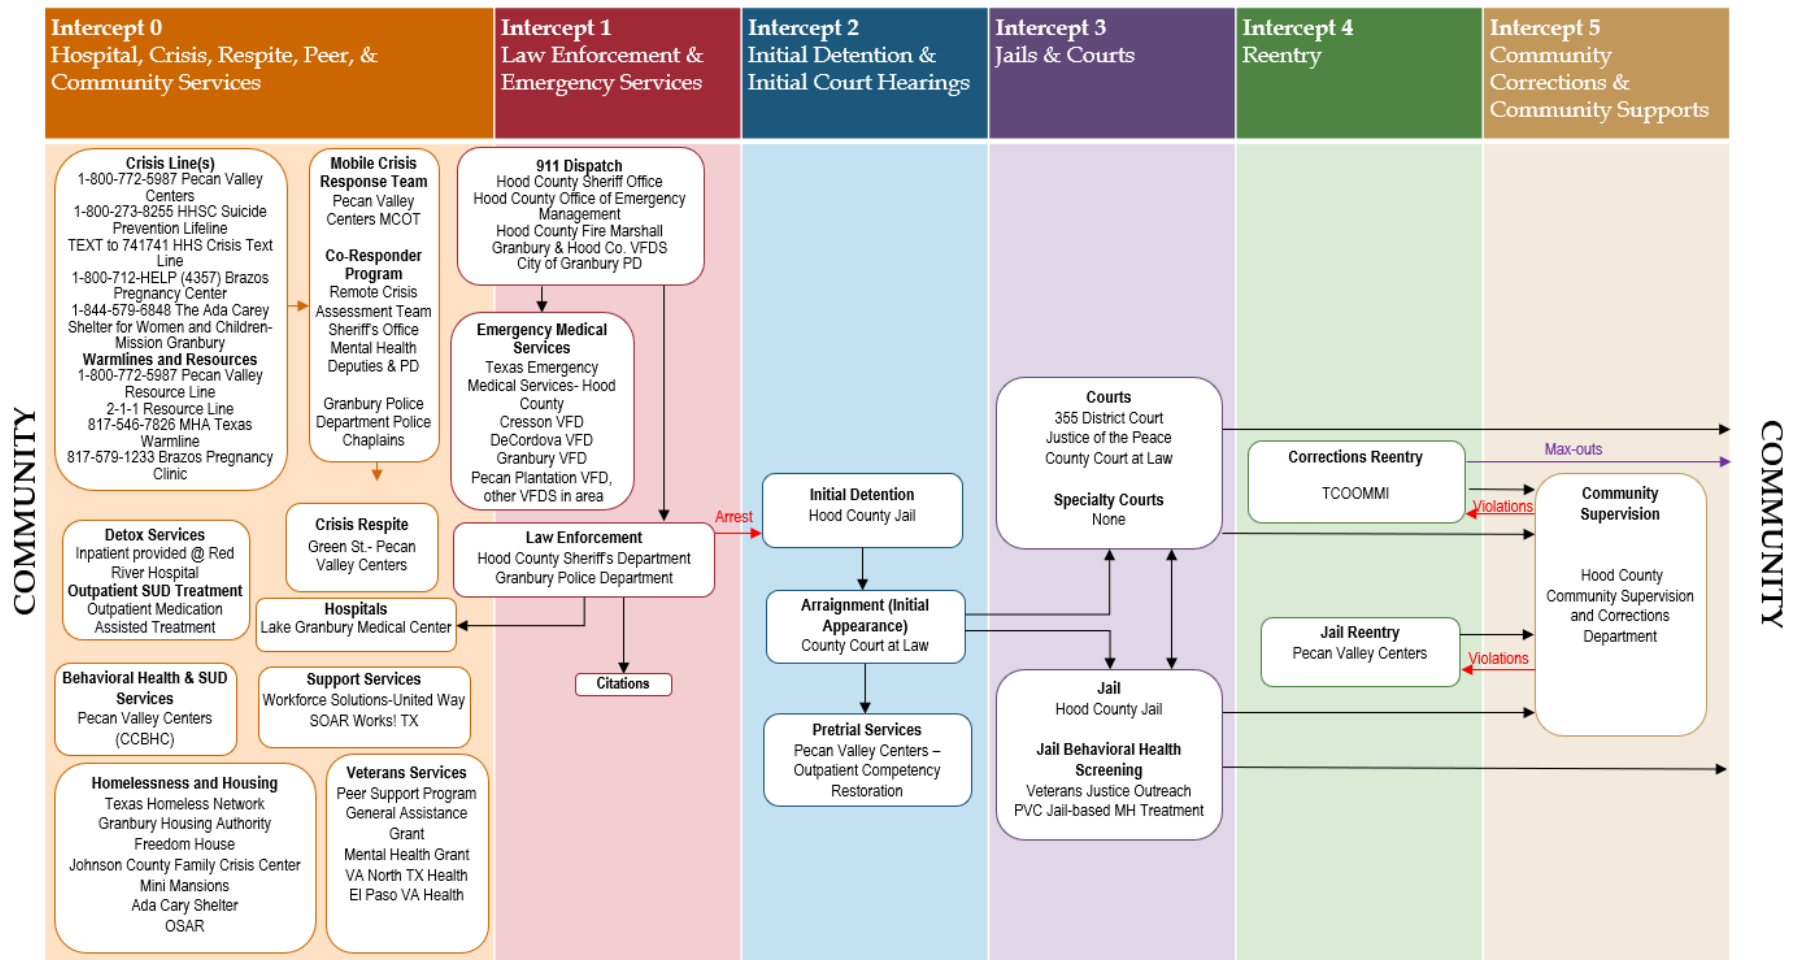 Intercept 0
Hospital, Crisis, Respite, Peer, &
Community Services
Intercept 1
Law Enforcement &
Emergency Services
Intercept 2
Initial Detention &
Initial Court Hearings
Intercept 3
Jails & Courts
Intercept 4
Reentry
Intercept 5
Community
Corrections &
Community Supports
COMMUNITY
Crisis Line(s)
1-800-772-5987 Pecan Valley
Centers
1-800-273-8255 HHSC Suicide
Prevention Lifeline
TEXT to 741741 HHS Crisis Text
Line
1-800-712-HELP (4357) Brazos
Pregnancy Center
1-844-579-6848 The Ada Carey
Shelter for Women and Children-
Mission Granbury
Warmlines and Resources
1-800-772-5987 Pecan Valley
Resource Line
2-1-1 Resource Line
817-546-7826 MHA Texas
Warmline
817-579-1233 Brazos Pregnancy
Clinic
Mobile Crisis
Response Team
Pecan Valley
Centers MCOT
Co-Responder
Program
Remote Crisis
Assessment Team
Sheriff's Office
Mental Health
Deputies & PD
Granbury Police
Department Police
Chaplains
Detox Services
Inpatient provided @ Red
River Hospital
Outpatient SUD Treatment
Outpatient Medication
Assisted Treatment
Crisis Respite
Green St.- Pecan
Valley Centers
Hospitals
Lake Granbury Medical Center
Behavioral Health & SUD
Services
Pecan Valley Centers
(CCBHC)
Support Services
Workforce Solutions-United Way
SOAR Works! TX
Homelessness and Housing
Texas Homeless Network
Granbury Housing Authority
Freedom House
Johnson County Family Crisis Center
Mini Mansions
Ada Cary Shelter
OSAR
Veterans Services
Peer Support Program
General Assistance
Grant
Mental Health Grant
VA North TX Health
El Paso VA Health
911 Dispatch
Hood County Sheriff Office
Hood County Office of Emergency
Management
Hood County Fire Marshall
Granbury & Hood Co. VFDS
City of Granbury PD
Emergency Medical
Services
Texas Emergency
Medical Services- Hood
County
Cresson VFD
DeCordova VFD
Granbury VFD
Pecan Plantation VFD,
other VFDS in area
Law Enforcement
Hood County Sheriff's Department
Granbury Police Department
Citations
Arrest
Initial Detention
Hood County Jail
Arraignment (Initial
Appearance)
County Court at Law
Pretrial Services
Pecan Valley Centers –
Outpatient Competency
Restoration
Courts
355 District Court
Justice of the Peace
County Court at Law
Specialty Courts
None
Jail
Hood County Jail
Jail Behavioral Health
Screening
Veterans Justice Outreach
PVC Jail-based MH Treatment
Corrections Reentry
TCOOMMI
Jail Reentry
Pecan Valley Centers
Max-outs
Violations
Violations
Community
Supervision
Hood County
Community Supervision
and Corrections
Department
COMMUNITY